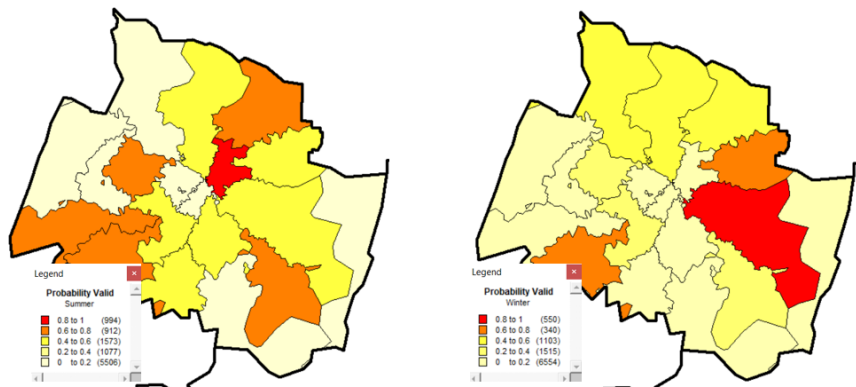 Legend
Probability Valid
Summer
0.8 to 1 (994)
0.6 to 0.8 (912)
0.4 to 0.6 (1573)
0.2 to 0.4 (1077)
0 to 0.2 (5506)
Legend
Probability Valid
Winter
0.8 to 1 (550)
0.6 to 0.8 (340)
0.4 to 0.6 (1103)
0.2 to 0.4 (1515)
0 to 0.2 (6554)